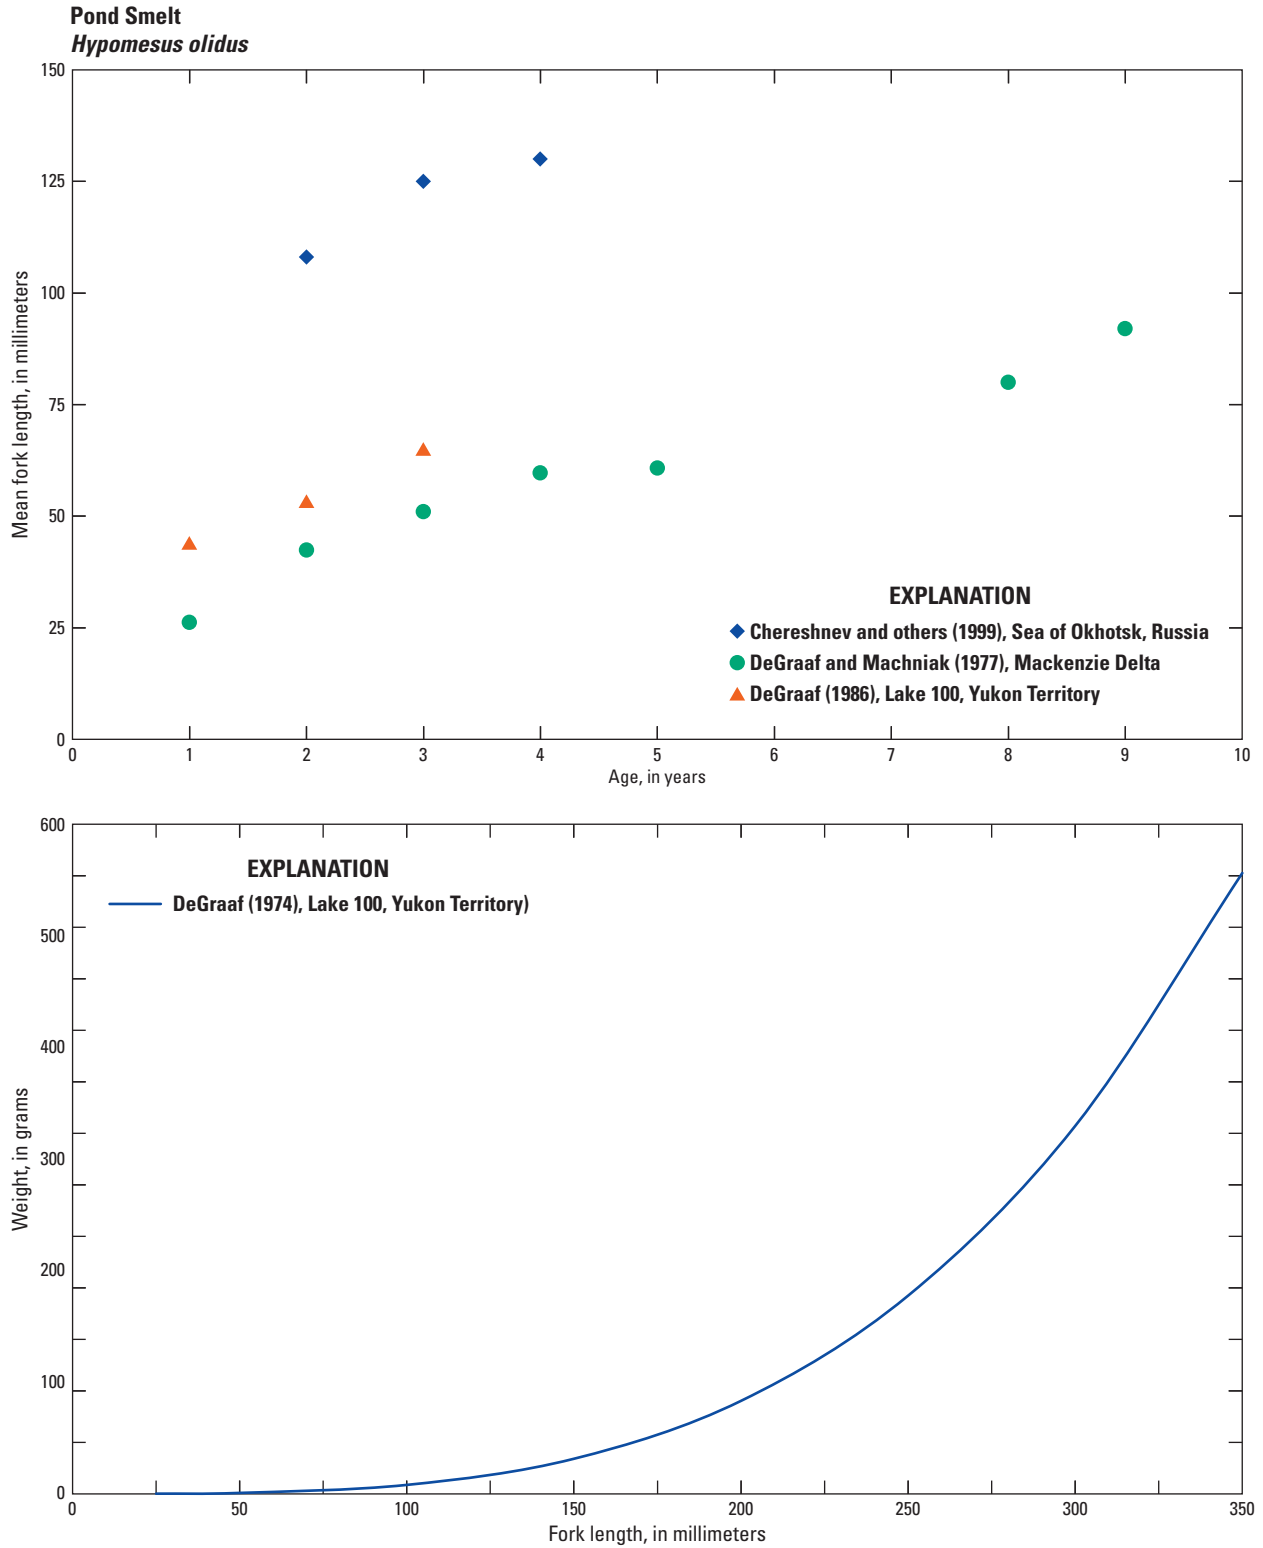 Pond Smelt
Hypomesus olidus
150
125
100
75
50
25
0
Mean fork length, in millimeters
0 1 2 3 4 5 6 7 8 9 10
Age, in years
EXPLANATION
Chereshnev and others (1999), Sea of Okhotsk, Russia
DeGraaf and Machniak (1977), Mackenzie Delta
DeGraaf (1986), Lake 100, Yukon Territory
600
500
400
300
200
100
0
Weight, in grams
EXPLANATION
DeGraaf (1974), Lake 100, Yukon Territory)
0 50 100 150 200 250 300 350
Fork length, in millimeters